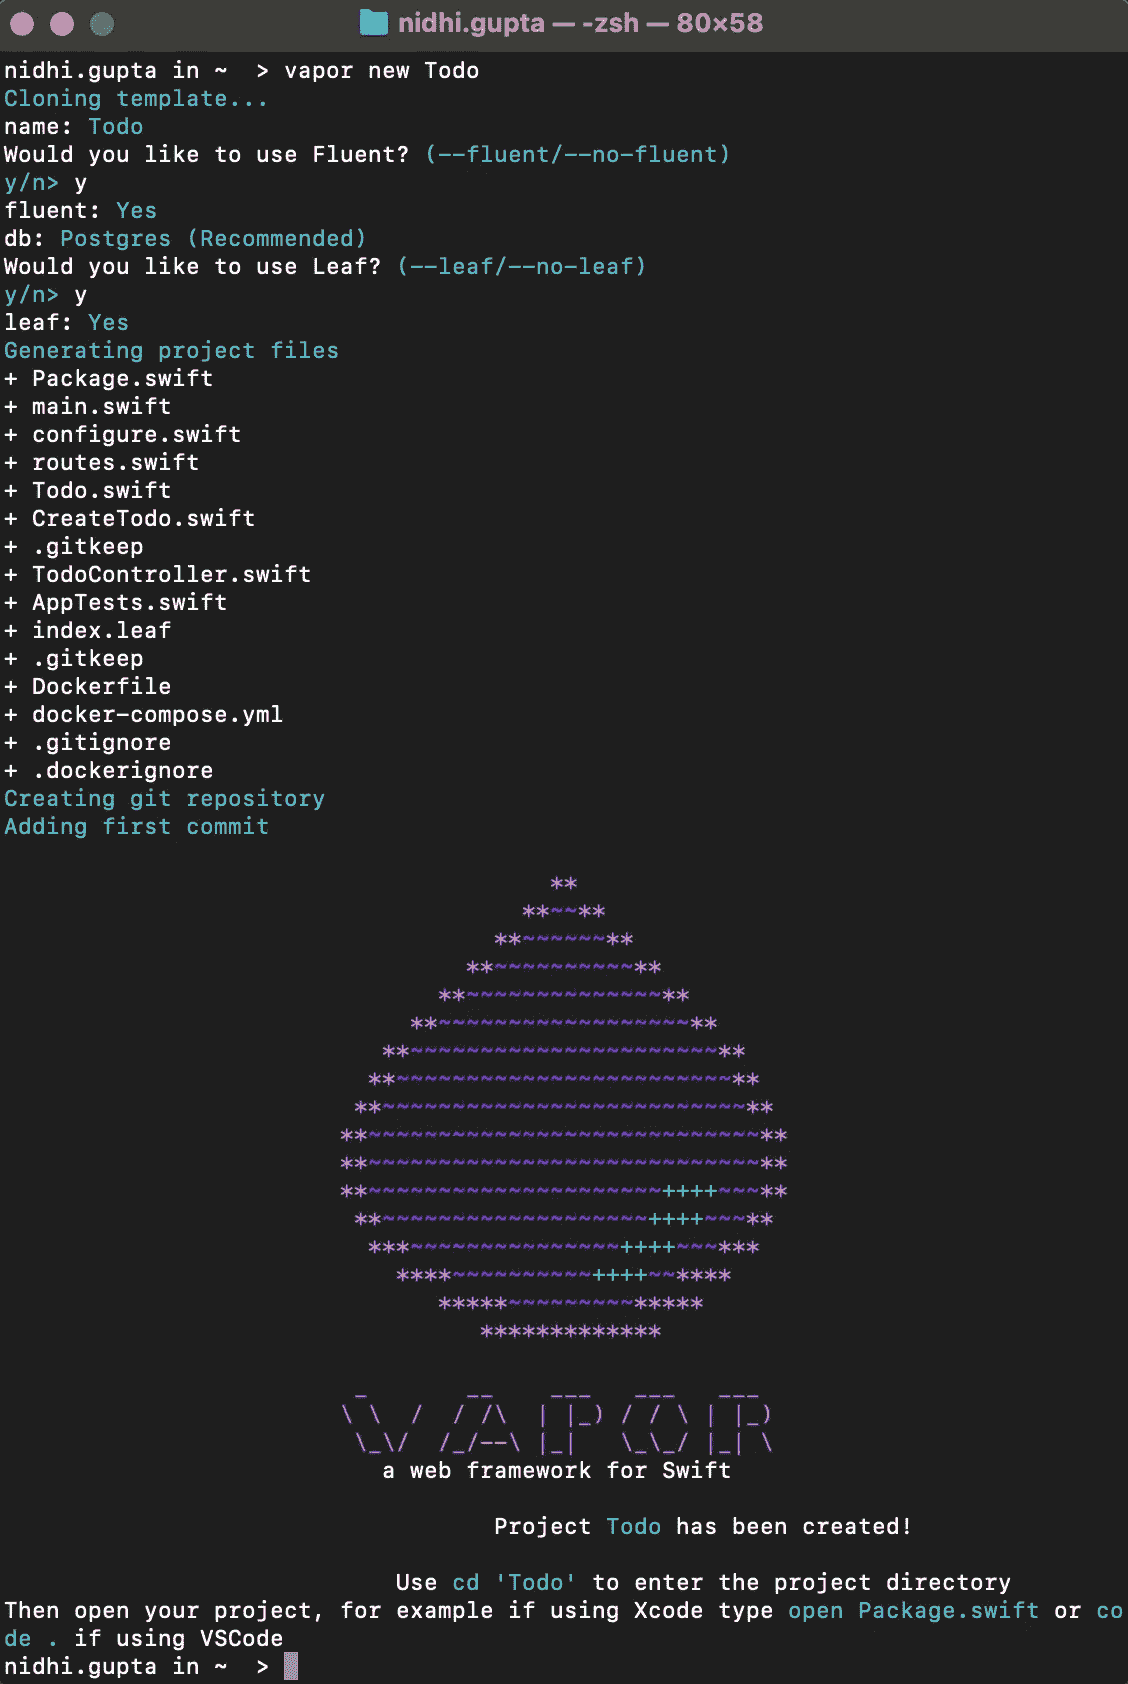 nidhi.gupta — -zsh — 80×58
nidhi.gupta in ~  > vapor new Todo
Cloning template...
name: Todo
Would you like to use Fluent? (--fluent/--no-fluent)
y/n> y
fluent: Yes
db: Postgres (Recommended)
Would you like to use Leaf? (--leaf/--no-leaf)
y/n> y
leaf: Yes
Generating project files
+ Package.swift
+ main.swift
+ configure.swift
+ routes.swift
+ Todo.swift
+ CreateTodo.swift
+ .gitkeep
+ TodoController.swift
+ AppTests.swift
+ index.leaf
+ .gitkeep
+ Dockerfile
+ docker-compose.yml
+ .gitignore
+ .dockerignore
Creating git repository
Adding first commit
VAPOR
a web framework for Swift
Project Todo has been created!
Use cd 'Todo' to enter the project directory
Then open your project, for example if using Xcode type open Package.swift or co
de . if using VSCode
nidhi.gupta in ~  >